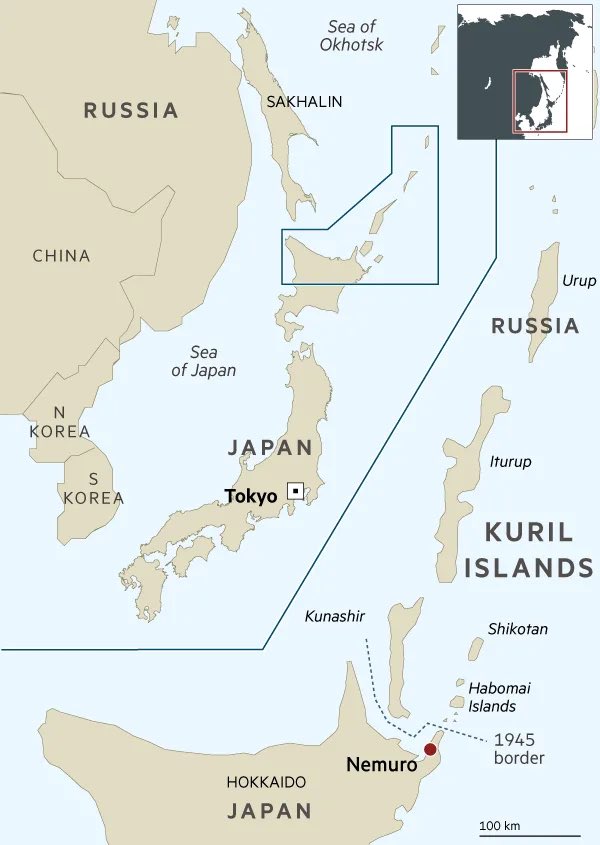 Sea of
Okhotsk
RUSSIA
SAKHALIN
CHINA
Urup
RUSSIA
Sea
of Japan
N
KOREA
JAPAN
S
KOREA
Tokyo
Iturup
KURIL
ISLANDS
Kunashir
Shikotan
Habomai
Islands
1945
border
Nemuro
HOKKAIDO
JAPAN
100 km